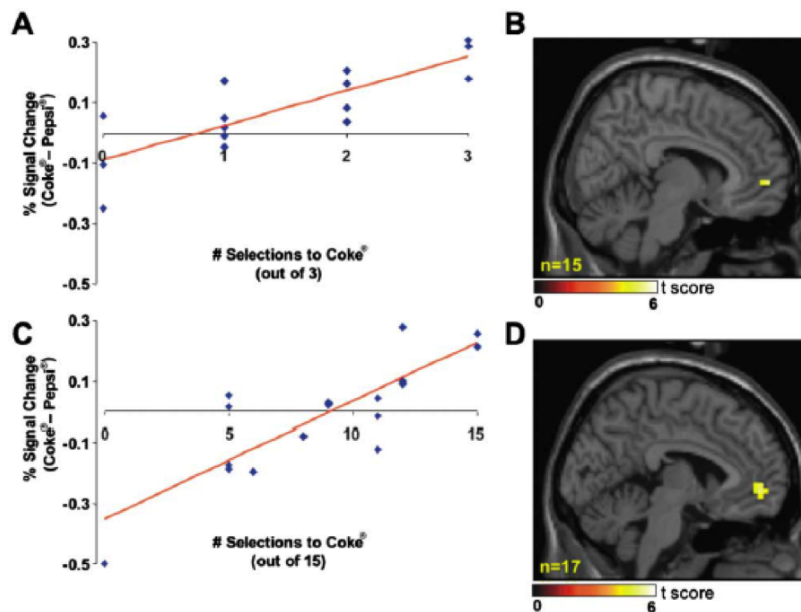 A
0.3
0.1
-0.1
-0.3
-0.5
0
1
2
3
% Signal Change
(Coke® – Pepsi®)
# Selections to Coke®
(out of 3)
B
n=15
0
6
t score
C
0.3
0.1
-0.1
-0.3
-0.5
0
5
10
15
% Signal Change
(Coke® – Pepsi®)
# Selections to Coke®
(out of 15)
D
n=17
0
6
t score